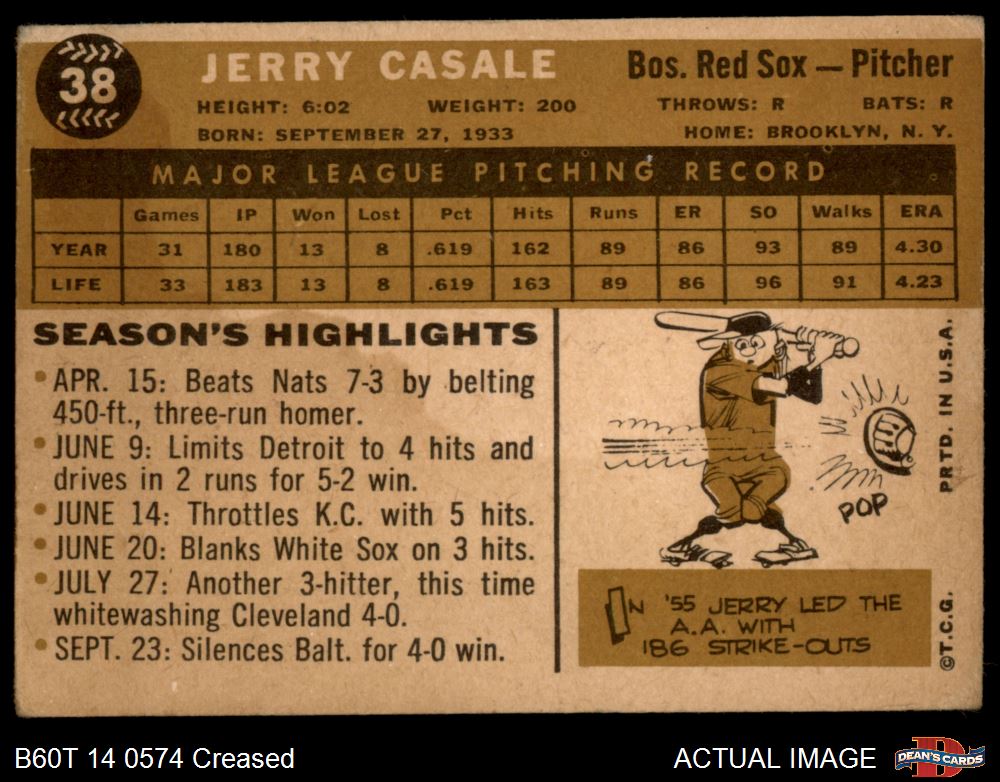 38
JERRY CASALE
Bos. Red Sox — Pitcher
HEIGHT: 6:02 WEIGHT: 200 THROWS: R BATS: R
BORN: SEPTEMBER 27, 1933 HOME: BROOKLYN, N. Y.
MAJOR LEAGUE PITCHING RECORD
Games IP Won Lost Pct Hits Runs ER SO Walks ERA
YEAR 31 180 13 8 .619 162 89 86 93 89 4.30
LIFE 33 183 13 8 .619 163 89 86 96 91 4.23
SEASON'S HIGHLIGHTS
• APR. 15: Beats Nats 7-3 by belting
450-ft., three-run homer.
• JUNE 9: Limits Detroit to 4 hits and
drives in 2 runs for 5-2 win.
• JUNE 14: Throttles K.C. with 5 hits.
• JUNE 20: Blanks White Sox on 3 hits.
• JULY 27: Another 3-hitter, this time
whitewashing Cleveland 4-0.
• SEPT. 23: Silences Balt. for 4-0 win.
POP
IN '55 JERRY LED THE
A.A. WITH
186 STRIKE-OUTS
PRTD. IN U.S.A.
©T.C.G.
B60T 14 0574 Creased
ACTUAL IMAGE
D
DEAN'S CARDS